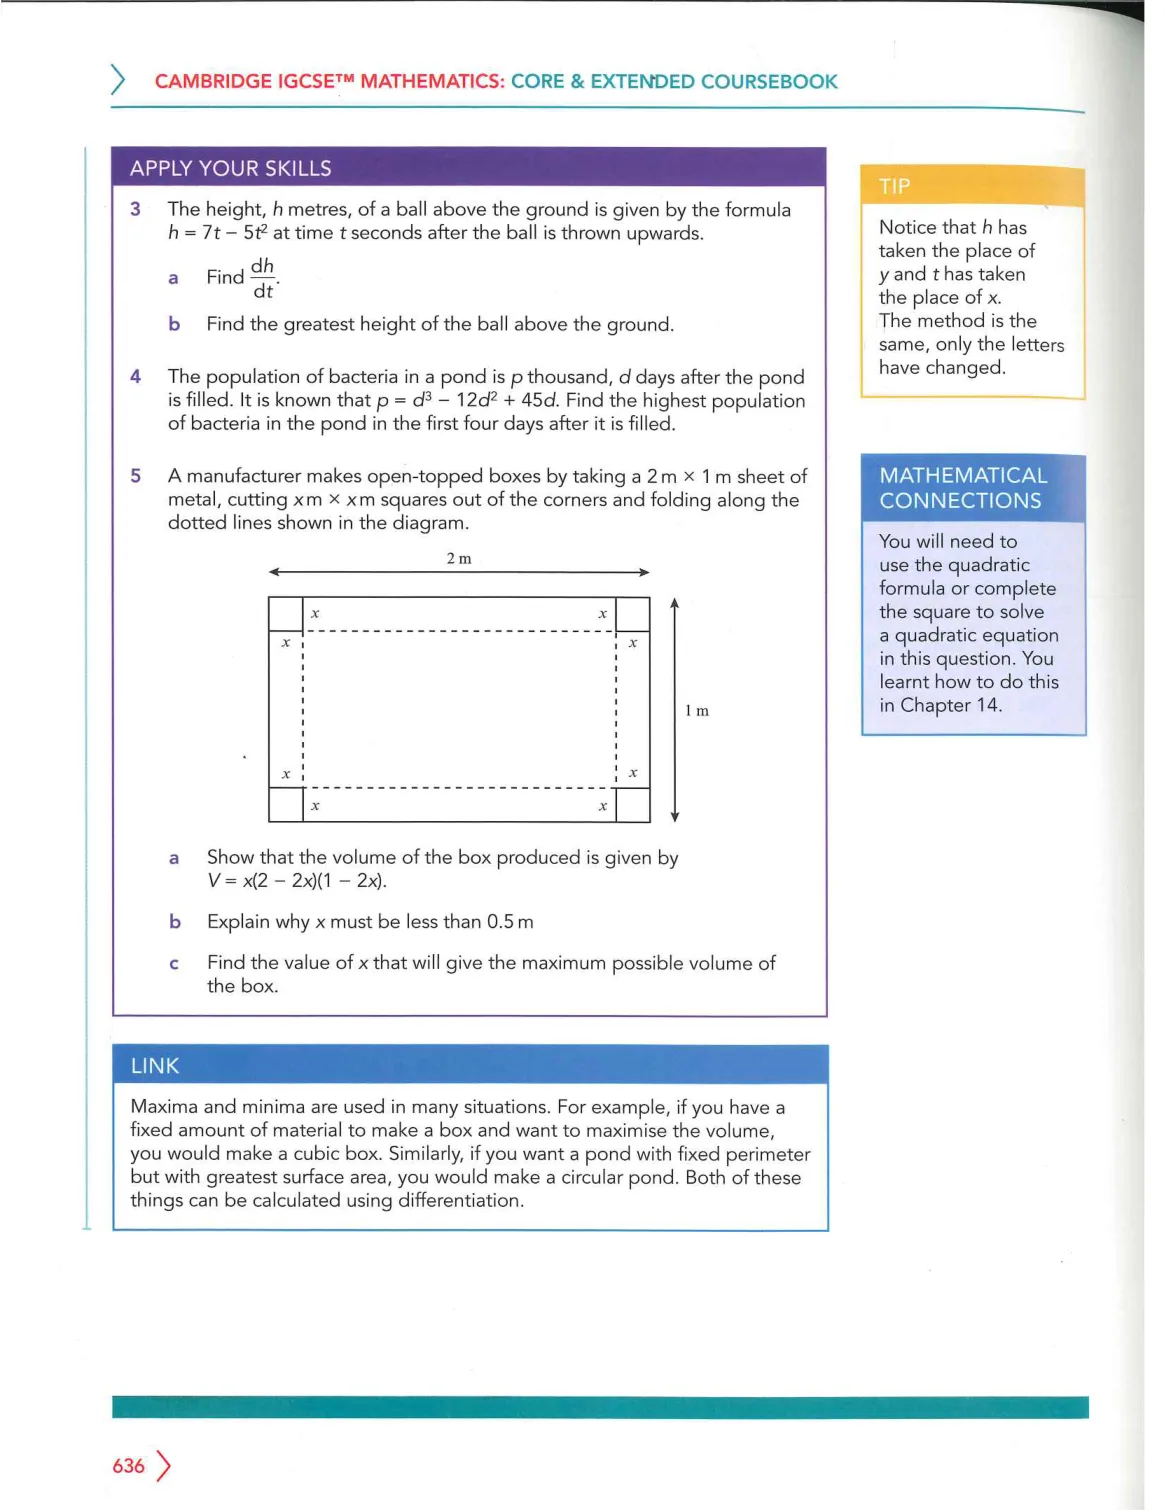 CAMBRIDGE IGCSE™ MATHEMATICS: CORE & EXTENDED COURSEBOOK
APPLY YOUR SKILLS
3 The height, h metres, of a ball above the ground is given by the formula
h = 7t − 5t² at time t seconds after the ball is thrown upwards.
a Find dh/dt.
b Find the greatest height of the ball above the ground.
4 The population of bacteria in a pond is p thousand, d days after the pond
is filled. It is known that p = d³ − 12d² + 45d. Find the highest population
of bacteria in the pond in the first four days after it is filled.
5 A manufacturer makes open-topped boxes by taking a 2 m × 1 m sheet of
metal, cutting x m × x m squares out of the corners and folding along the
dotted lines shown in the diagram.
2 m
x x
x x
1 m
x x
x x
a Show that the volume of the box produced is given by
V = x(2 − 2x)(1 − 2x).
b Explain why x must be less than 0.5 m
c Find the value of x that will give the maximum possible volume of
the box.
TIP
Notice that h has
taken the place of
y and t has taken
the place of x.
The method is the
same, only the letters
have changed.
MATHEMATICAL
CONNECTIONS
You will need to
use the quadratic
formula or complete
the square to solve
a quadratic equation
in this question. You
learnt how to do this
in Chapter 14.
LINK
Maxima and minima are used in many situations. For example, if you have a
fixed amount of material to make a box and want to maximise the volume,
you would make a cubic box. Similarly, if you want a pond with fixed perimeter
but with greatest surface area, you would make a circular pond. Both of these
things can be calculated using differentiation.
636